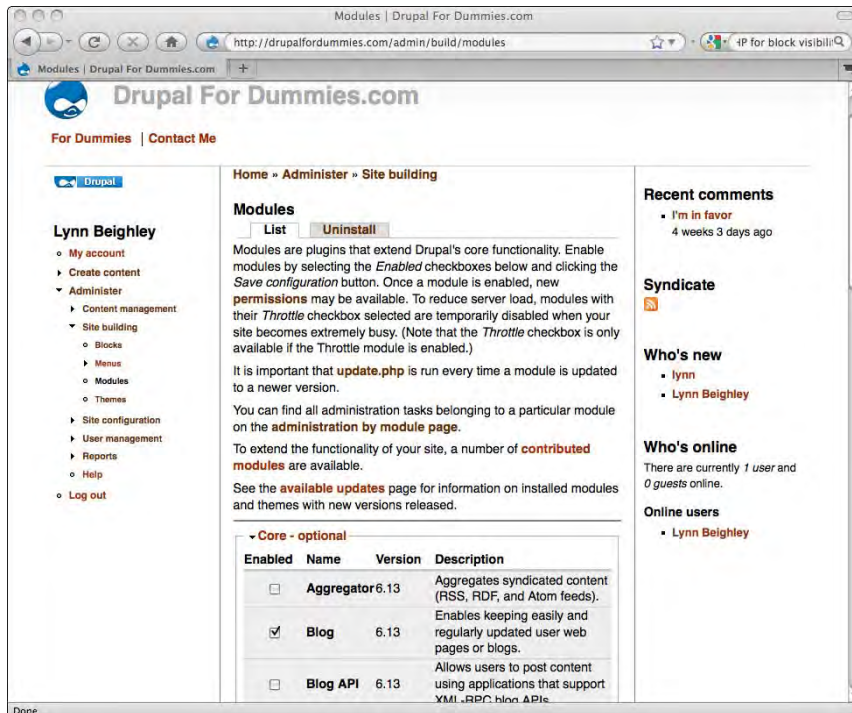 Modules | Drupal For Dummies.com
http://drupalfordummies.com/admin/build/modules
HP for block visibili
Modules | Drupal For Dummies.com
+
Drupal For Dummies.com
For Dummies | Contact Me
Drupal
Lynn Beighley
My account
Create content
Administer
Content management
Site building
Blocks
Menus
Modules
Themes
Site configuration
User management
Reports
Help
Log out
Home » Administer » Site building
Modules
List Uninstall
Modules are plugins that extend Drupal's core functionality. Enable
modules by selecting the Enabled checkboxes below and clicking the
Save configuration button. Once a module is enabled, new
permissions may be available. To reduce server load, modules with
their Throttle checkbox selected are temporarily disabled when your
site becomes extremely busy. (Note that the Throttle checkbox is only
available if the Throttle module is enabled.)
It is important that update.php is run every time a module is updated
to a newer version.
You can find all administration tasks belonging to a particular module
on the administration by module page.
To extend the functionality of your site, a number of contributed
modules are available.
See the available updates page for information on installed modules
and themes with new versions released.
Core - optional
Enabled Name Version Description
Aggregator 6.13 Aggregates syndicated content
(RSS, RDF, and Atom feeds).
Blog 6.13 Enables keeping easily and
regularly updated user web
pages or blogs.
Blog API 6.13 Allows users to post content
using applications that support
XML-RPC blog APIs.
Recent comments
I'm in favor
4 weeks 3 days ago
Syndicate
Who's new
lynn
Lynn Beighley
Who's online
There are currently 1 user and
0 guests online.
Online users
Lynn Beighley
Done